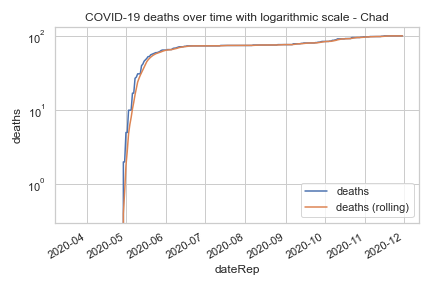 COVID-19 deaths over time with logarithmic scale - Chad
10²
10¹
10⁰
deaths
deaths
deaths (rolling)
2020-04
2020-05
2020-06
2020-07
2020-08
2020-09
2020-10
2020-11
2020-12
dateRep